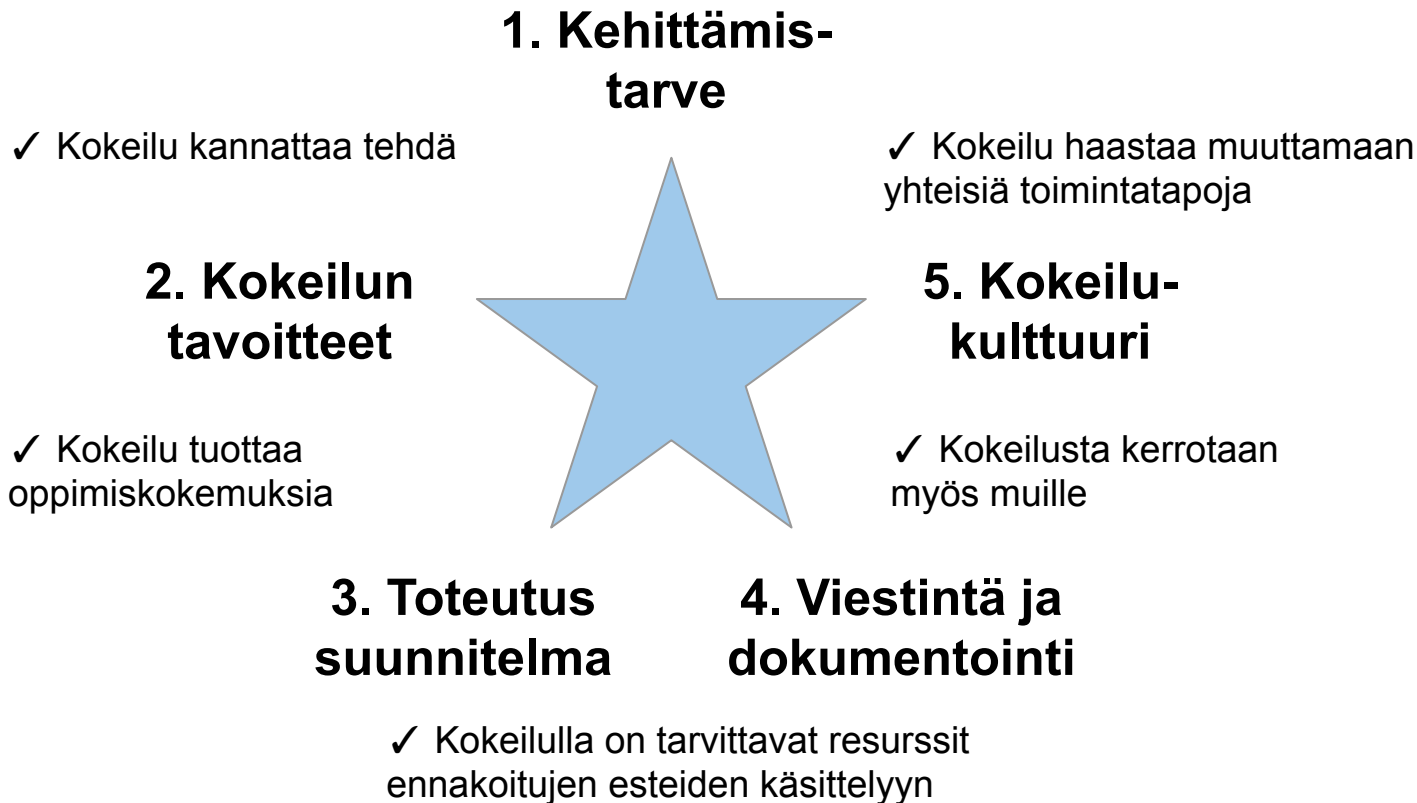 1. Kehittämis-
tarve
✓ Kokeilu kannattaa tehdä
✓ Kokeilu haastaa muuttamaan
yhteisiä toimintatapoja
2. Kokeilun
tavoitteet
5. Kokeilu-
kulttuuri
✓ Kokeilu tuottaa
oppimiskokemuksia
✓ Kokeilusta kerrotaan
myös muille
3. Toteutus
suunnitelma
4. Viestintä ja
dokumentointi
✓ Kokeilulla on tarvittavat resurssit
ennakoitujen esteiden käsittelyyn